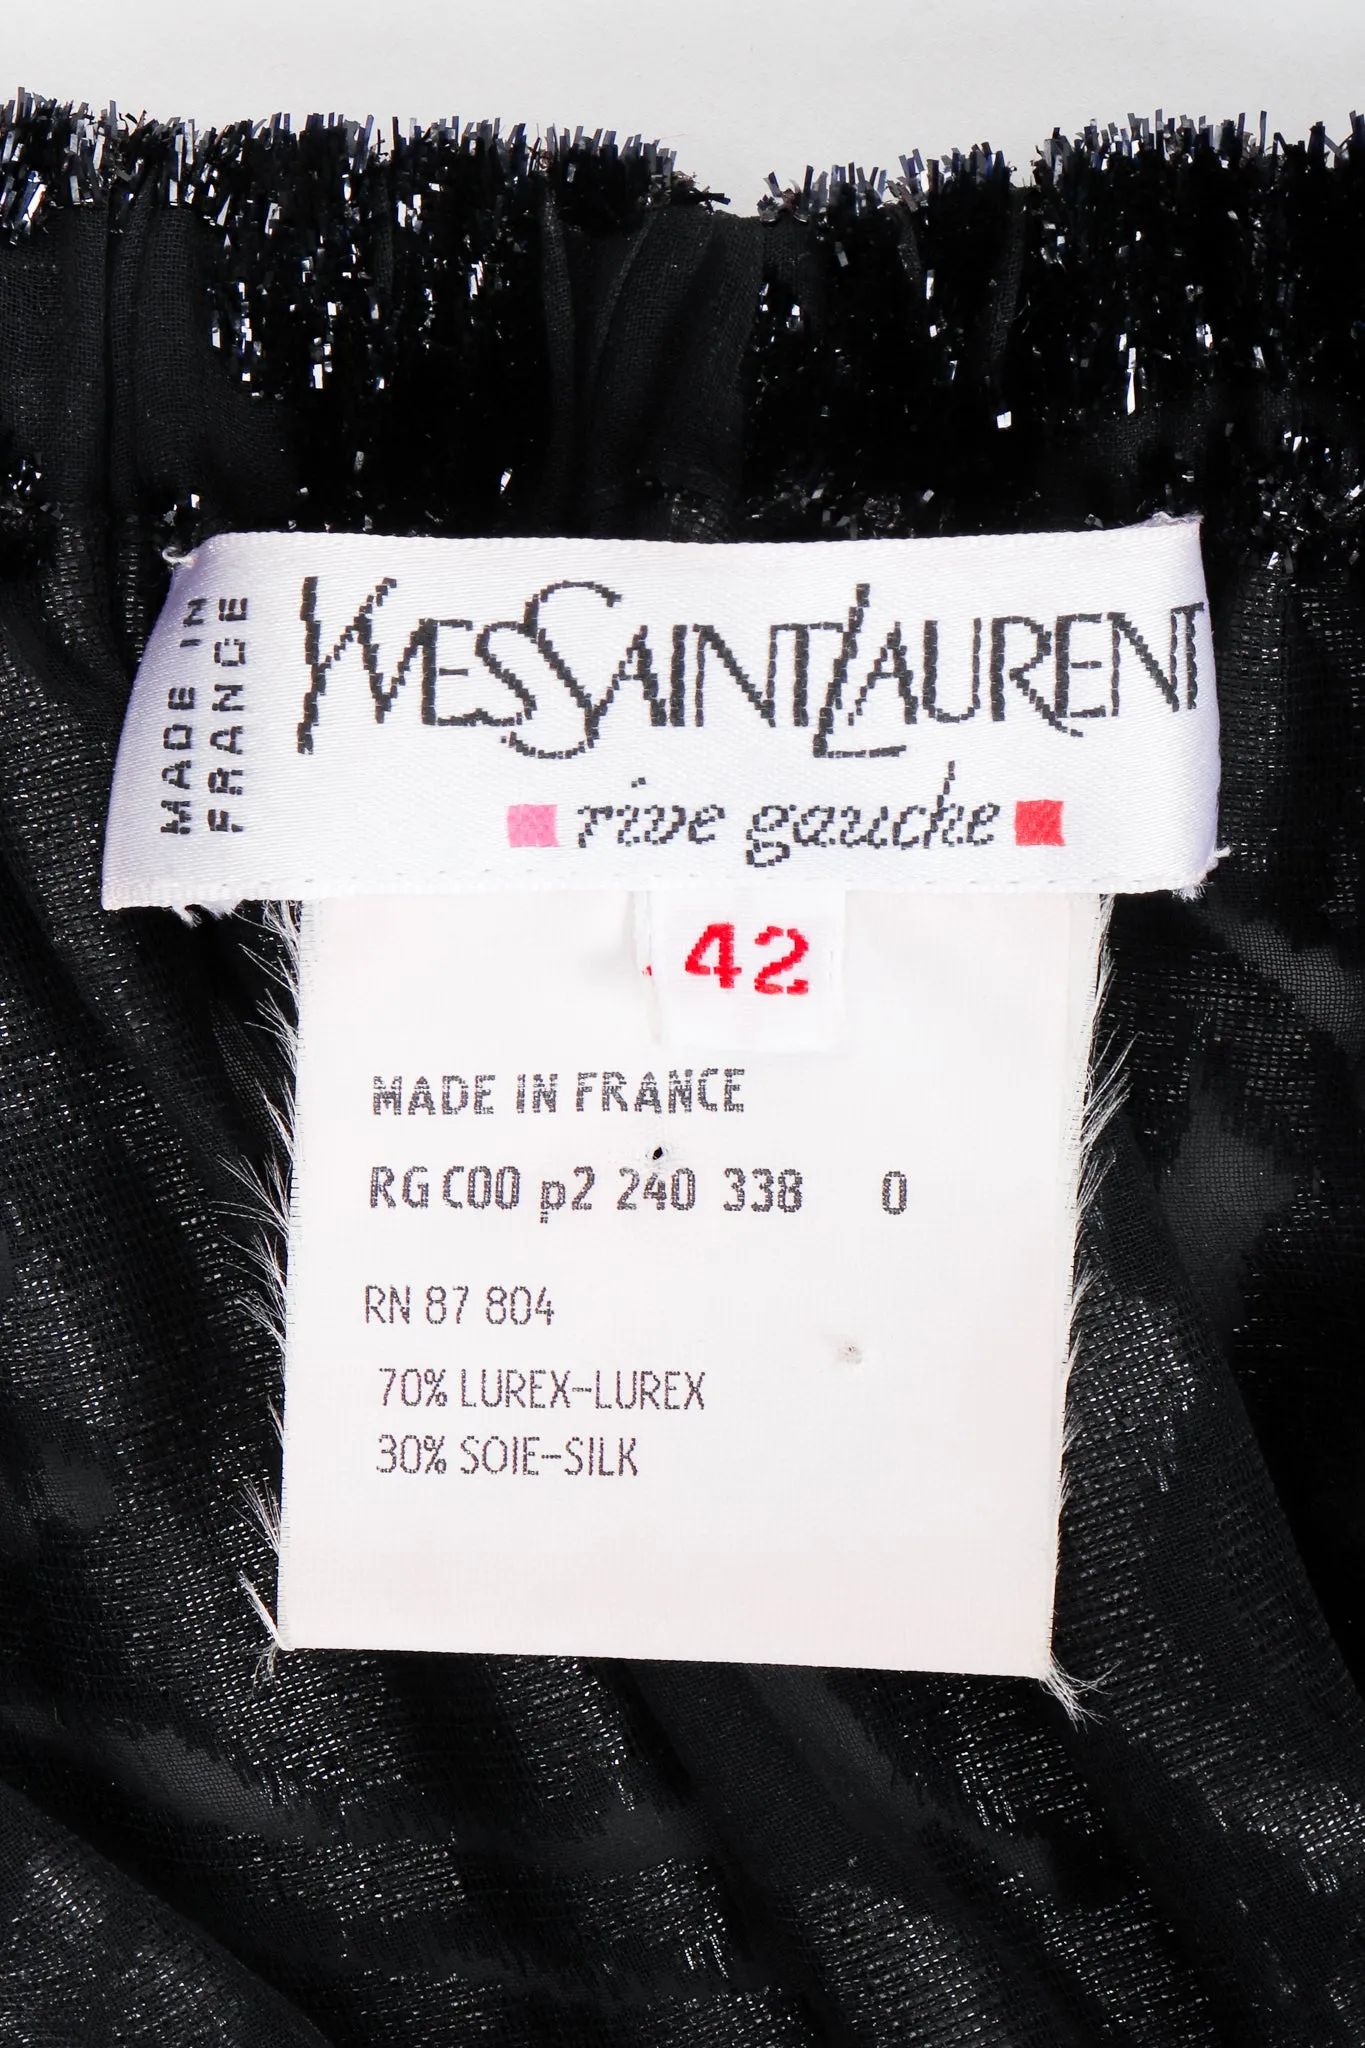 MADE IN
FRANCE
YVESSAINTLAURENT
rive gauche
42
MADE IN FRANCE
RG C00 p2 240 338 0
RN 87 804
70% LUREX-LUREX
30% SOIE-SILK